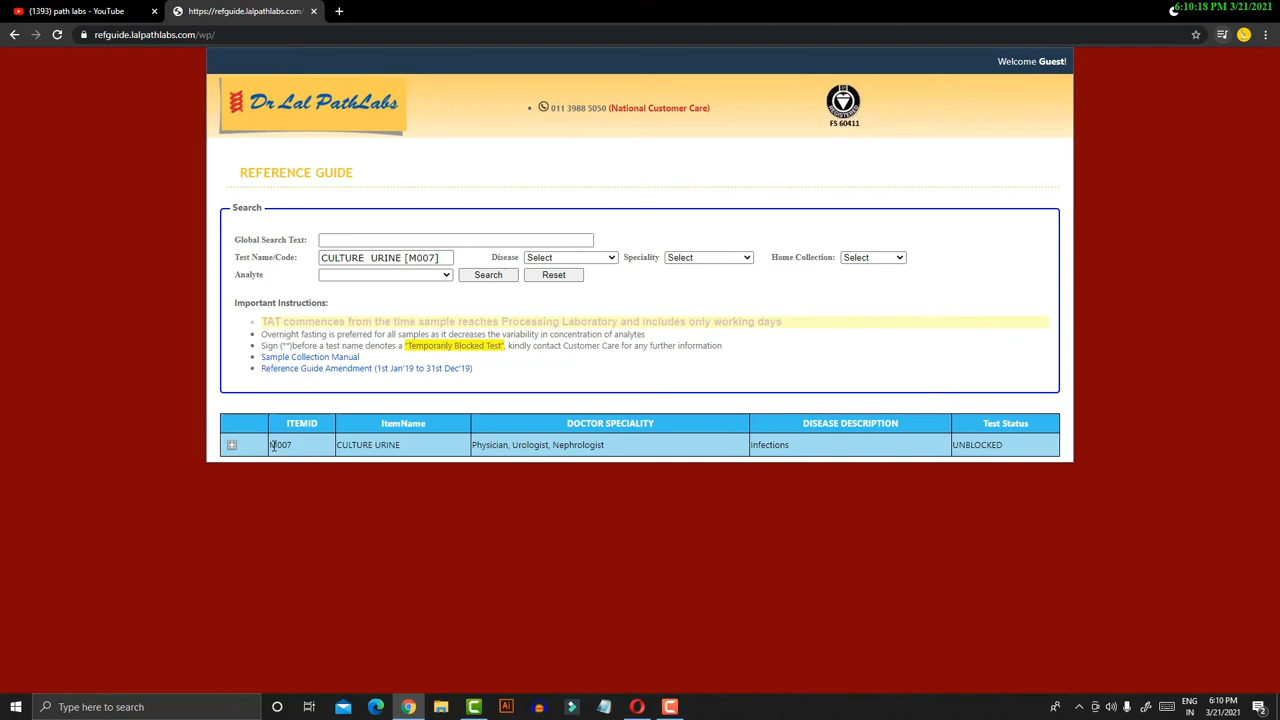 (1393) path labs - YouTube
https://refguide.lalpathlabs.com/
6:10:18 PM 3/21/2021
refguide.lalpathlabs.com/wp/
Welcome Guest!
Dr Lal PathLabs
011 3988 5050 (National Customer Care)
REGISTERED
FS 60411
REFERENCE GUIDE
Search
Global Search Text:
Test Name/Code: CULTURE URINE [M007] Disease Select Speciality Select Home Collection: Select
Analyte Search Reset
Important Instructions:
TAT commences from the time sample reaches Processing Laboratory and includes only working days
Overnight fasting is preferred for all samples as it decreases the variability in concentration of analytes
Sign (**)before a test name denotes a "Temporarily Blocked Test", kindly contact Customer Care for any further information
Sample Collection Manual
Reference Guide Amendment (1st Jan'19 to 31st Dec'19)
ITEMID ItemName DOCTOR SPECIALITY DISEASE DESCRIPTION Test Status
M007 CULTURE URINE Physician, Urologist, Nephrologist Infections UNBLOCKED
Type here to search
Ai
ENG
IN
6:10 PM
3/21/2021
2